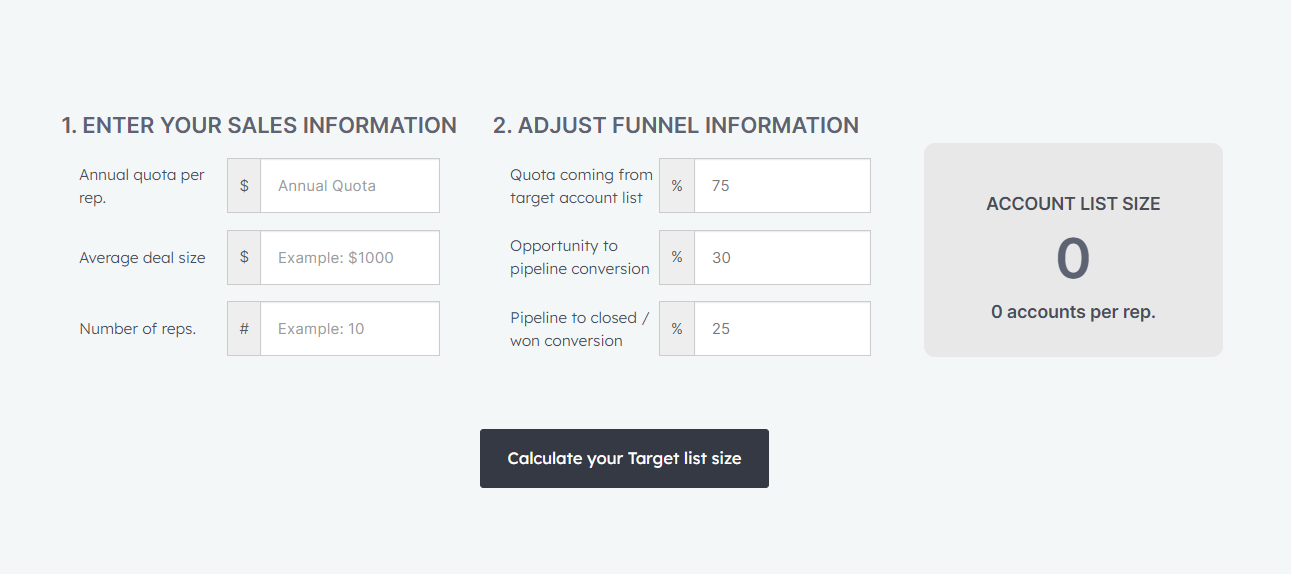 1. ENTER YOUR SALES INFORMATION
Annual quota per
rep.
$
Annual Quota
Average deal size
$
Example: $1000
Number of reps.
#
Example: 10
2. ADJUST FUNNEL INFORMATION
Quota coming from
target account list
%
75
Opportunity to
pipeline conversion
%
30
Pipeline to closed /
won conversion
%
25
ACCOUNT LIST SIZE
0
0 accounts per rep.
Calculate your Target list size